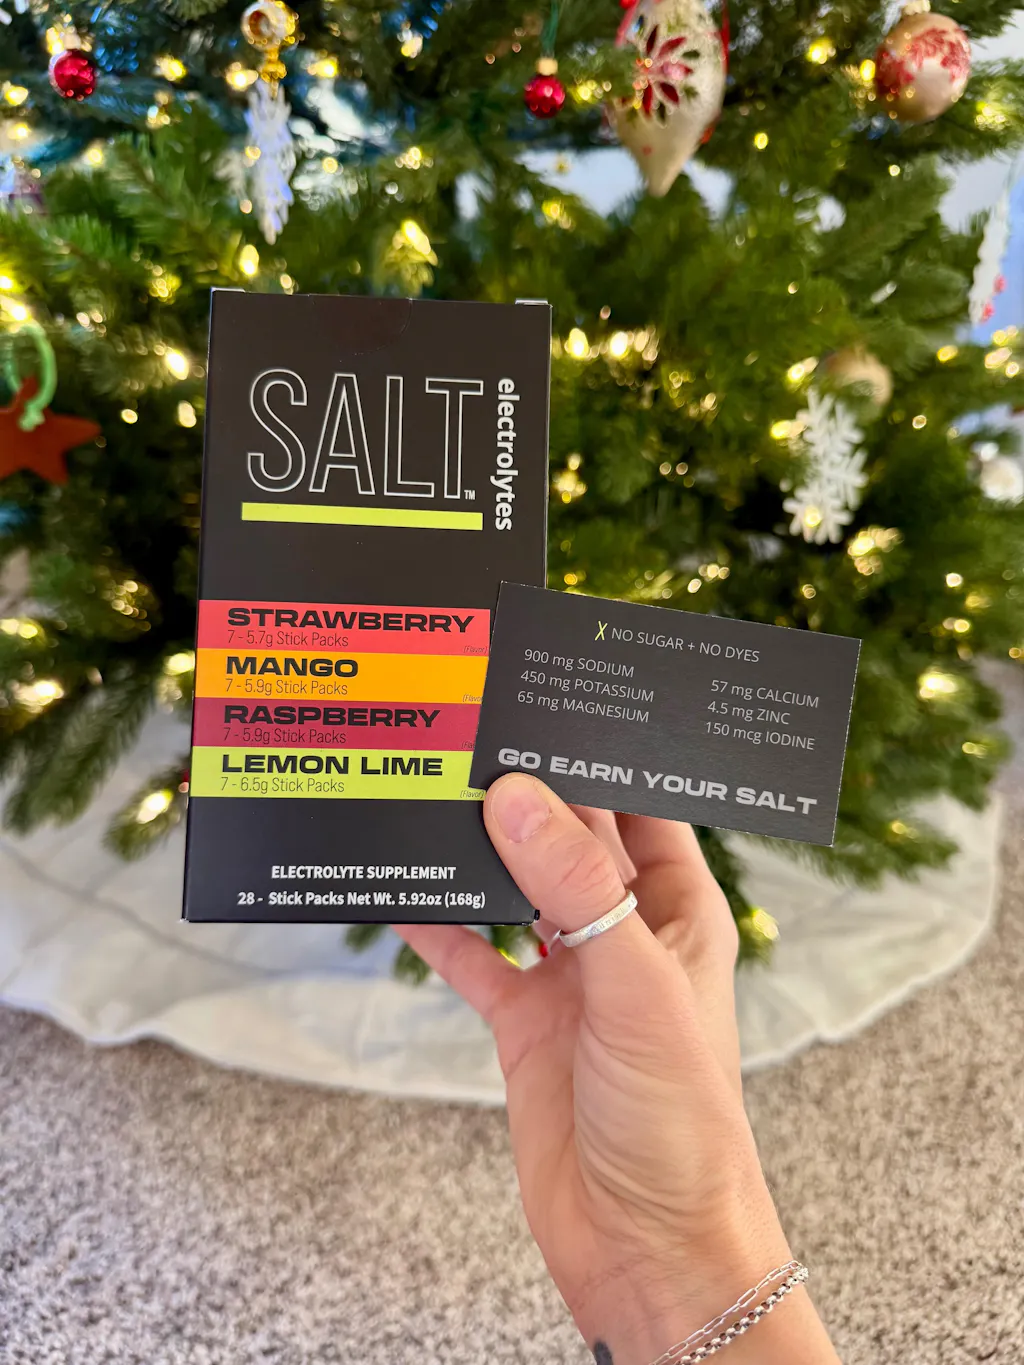 SALT™
electrolytes
STRAWBERRY
7 - 5.7g Stick Packs
(Flavor)
MANGO
7 - 5.9g Stick Packs
RASPBERRY
7 - 5.9g Stick Packs
LEMON LIME
7 - 6.5g Stick Packs
(Flavor)
ELECTROLYTE SUPPLEMENT
28 - Stick Packs Net Wt. 5.92oz (168g)
X NO SUGAR + NO DYES
900 mg SODIUM
450 mg POTASSIUM
65 mg MAGNESIUM
57 mg CALCIUM
4.5 mg ZINC
150 mcg IODINE
GO EARN YOUR SALT